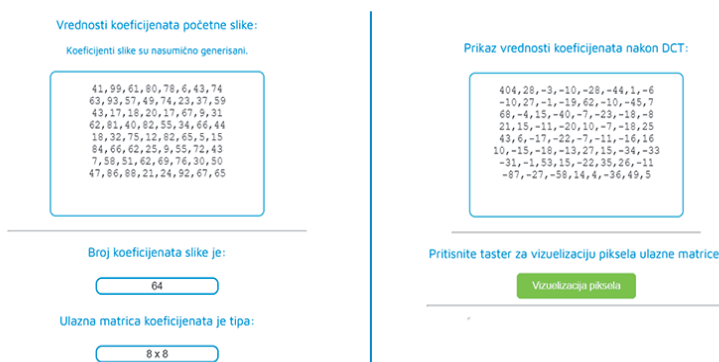 Vrednosti koeficijenata početne slike:
Koeficijenti slike su nasumično generisani.
41,99,61,80,78,6,43,74
63,93,57,49,74,23,37,59
43,17,18,20,17,67,9,31
62,81,40,82,55,34,66,44
18,32,75,12,82,65,5,15
84,66,62,25,9,55,72,43
7,58,51,62,69,76,30,50
47,86,88,21,24,92,67,65
Broj koeficijenata slike je:
64
Ulazna matrica koeficijenata je tipa:
8 x 8
Prikaz vrednosti koeficijenata nakon DCT:
404,28,-3,-10,-28,-44,1,-6
-10,27,-1,-19,62,-10,-45,7
68,-4,15,-40,-7,-23,-18,-8
21,15,-11,-20,10,-7,-18,25
43,6,-17,-22,-7,-11,-16,16
10,-15,-18,-13,27,15,-34,-33
-31,-1,53,15,-22,35,26,-11
-87,-27,-58,14,4,-36,49,5
Pritisnite taster za vizuelizaciju piksela ulazne matrice
Vizuelizacija piksela